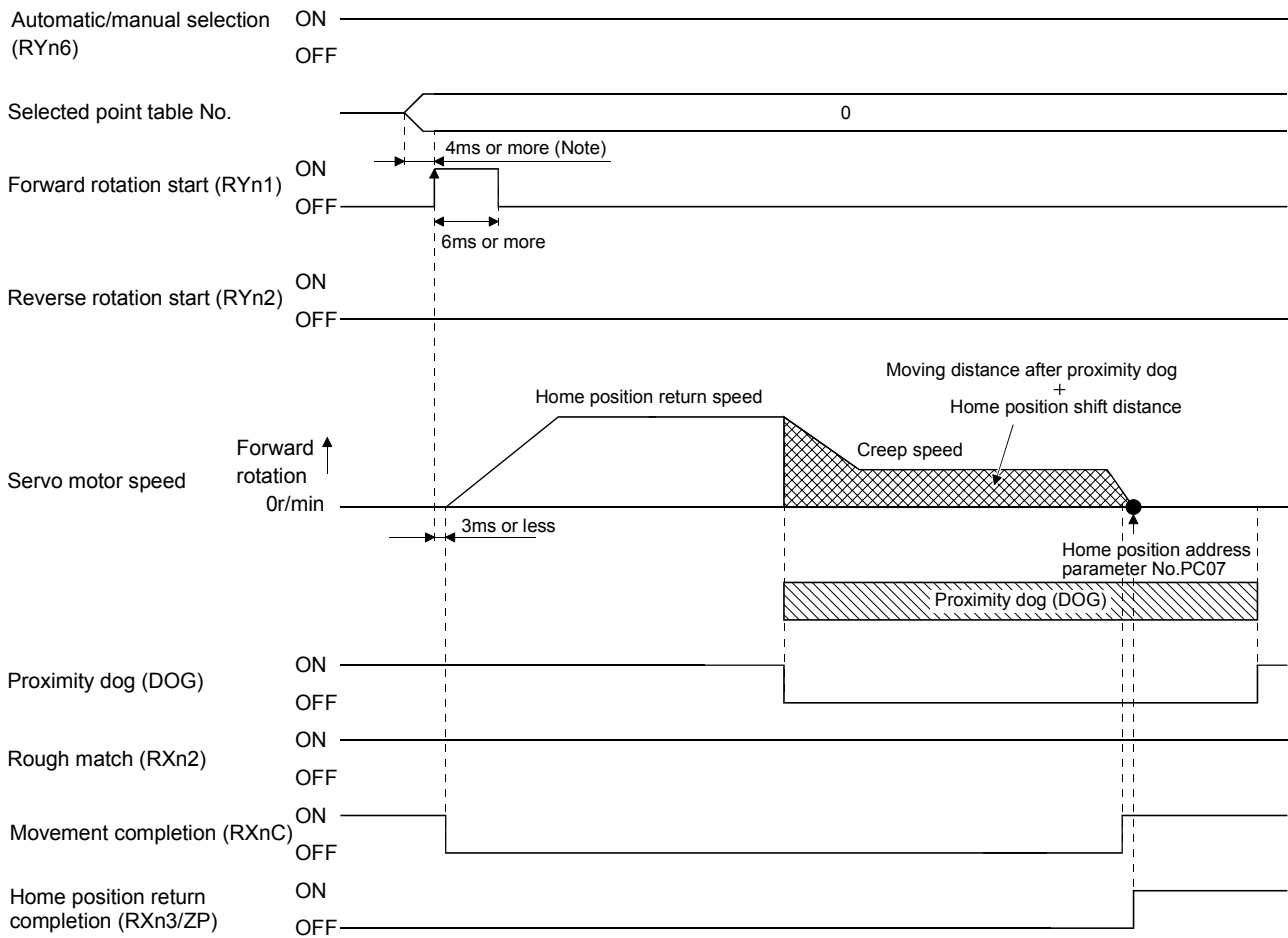 Automatic/manual selection
(RYn6)
ON
OFF
Selected point table No.
0
4ms or more (Note)
Forward rotation start (RYn1)
ON
OFF
6ms or more
Reverse rotation start (RYn2)
ON
OFF
Servo motor speed
Forward
rotation
0r/min
Home position return speed
Moving distance after proximity dog
+
Home position shift distance
Creep speed
3ms or less
Home position address
parameter No.PC07
Proximity dog (DOG)
Proximity dog (DOG)
ON
OFF
Rough match (RXn2)
ON
OFF
Movement completion (RXnC)
ON
OFF
Home position return
completion (RXn3/ZP)
ON
OFF